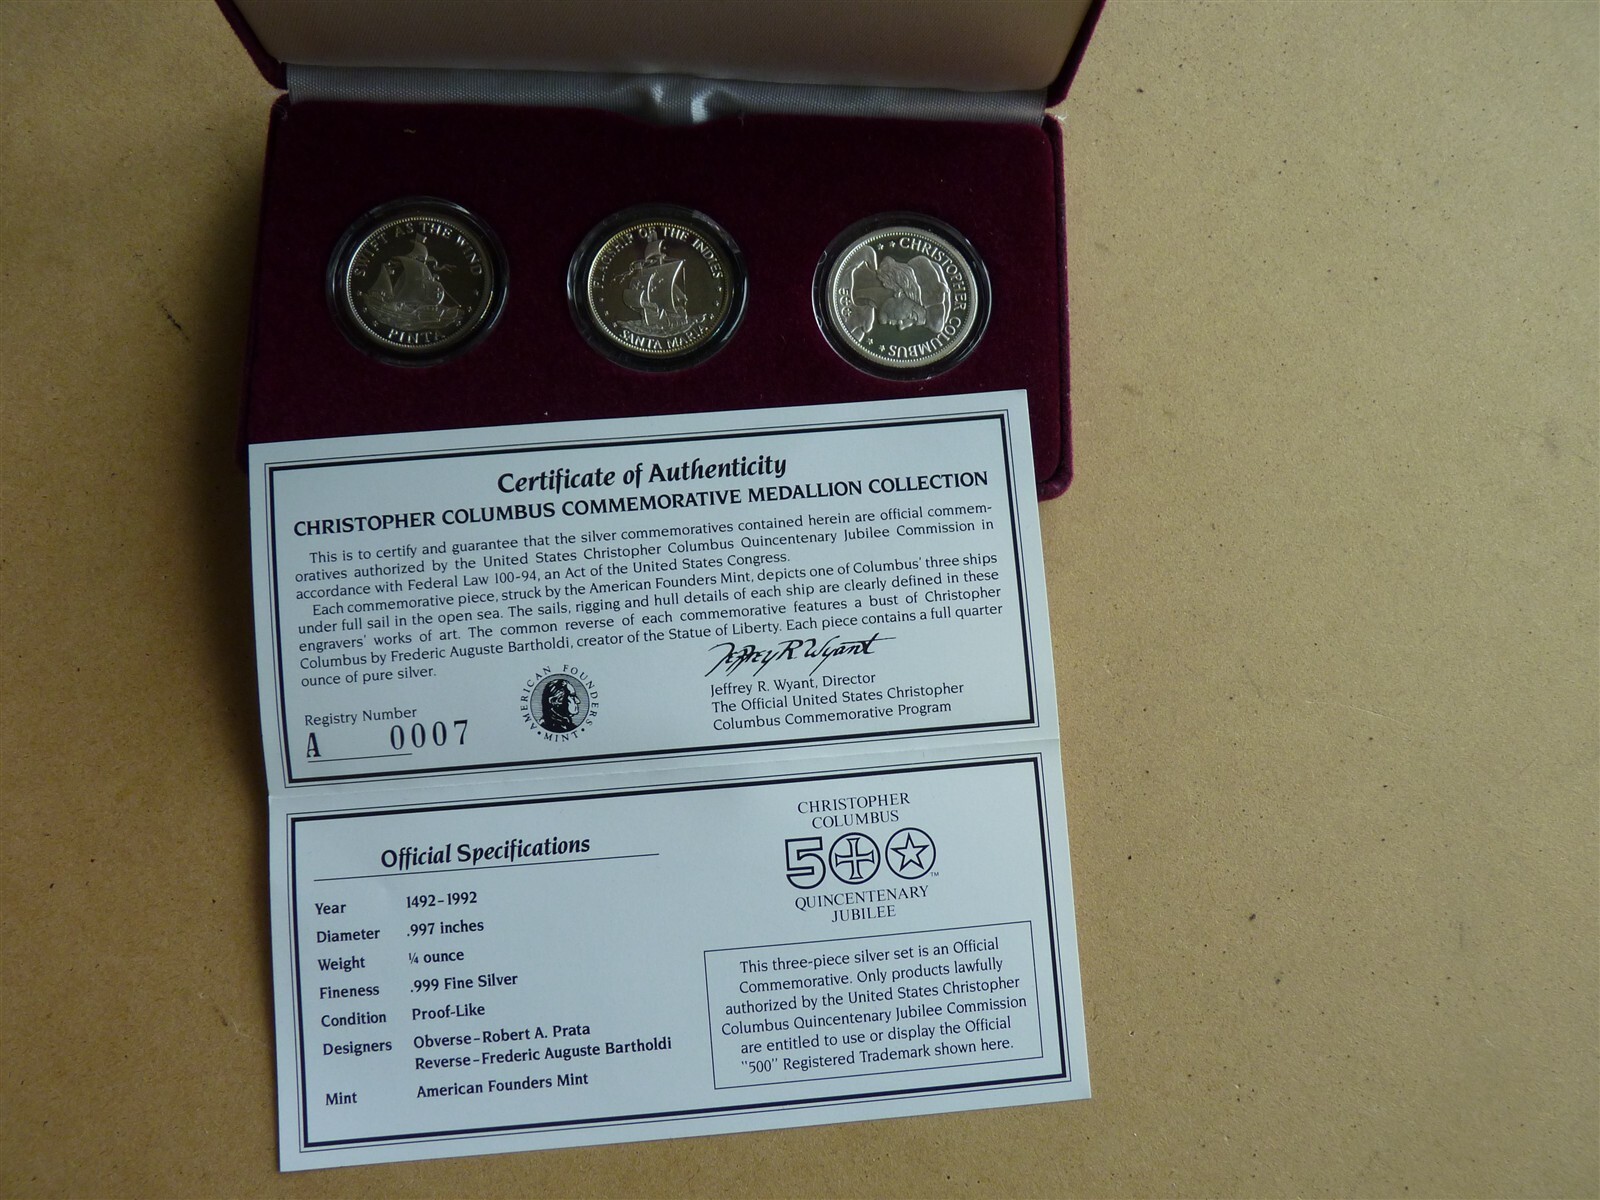 SWIFT AS THE WIND
PINTA
FLAGSHIP OF THE INDIES
SANTA MARIA
CHRISTOPHER COLUMBUS
Certificate of Authenticity
CHRISTOPHER COLUMBUS COMMEMORATIVE MEDALLION COLLECTION
This is to certify and guarantee that the silver commemoratives contained herein are official commem-
oratives authorized by the United States Christopher Columbus Quincentenary Jubilee Commission in
accordance with Federal Law 100-94, an Act of the United States Congress.
Each commemorative piece, struck by the American Founders Mint, depicts one of Columbus' three ships
under full sail in the open sea. The sails, rigging and hull details of each ship are clearly defined in these
engravers' works of art. The common reverse of each commemorative features a bust of Christopher
Columbus by Frederic Auguste Bartholdi, creator of the Statue of Liberty. Each piece contains a full quarter
ounce of pure silver.
Registry Number
A 0007
AMERICAN FOUNDERS
MINT
Jeffrey R. Wyant
Jeffrey R. Wyant, Director
The Official United States Christopher
Columbus Commemorative Program
Official Specifications
Year 1492-1992
Diameter .997 inches
Weight ¼ ounce
Fineness .999 Fine Silver
Condition Proof-Like
Designers Obverse-Robert A. Prata
Reverse-Frederic Auguste Bartholdi
Mint American Founders Mint
CHRISTOPHER
COLUMBUS
500™
QUINCENTENARY
JUBILEE
This three-piece silver set is an Official
Commemorative. Only products lawfully
authorized by the United States Christopher
Columbus Quincentenary Jubilee Commission
are entitled to use or display the Official
"500" Registered Trademark shown here.